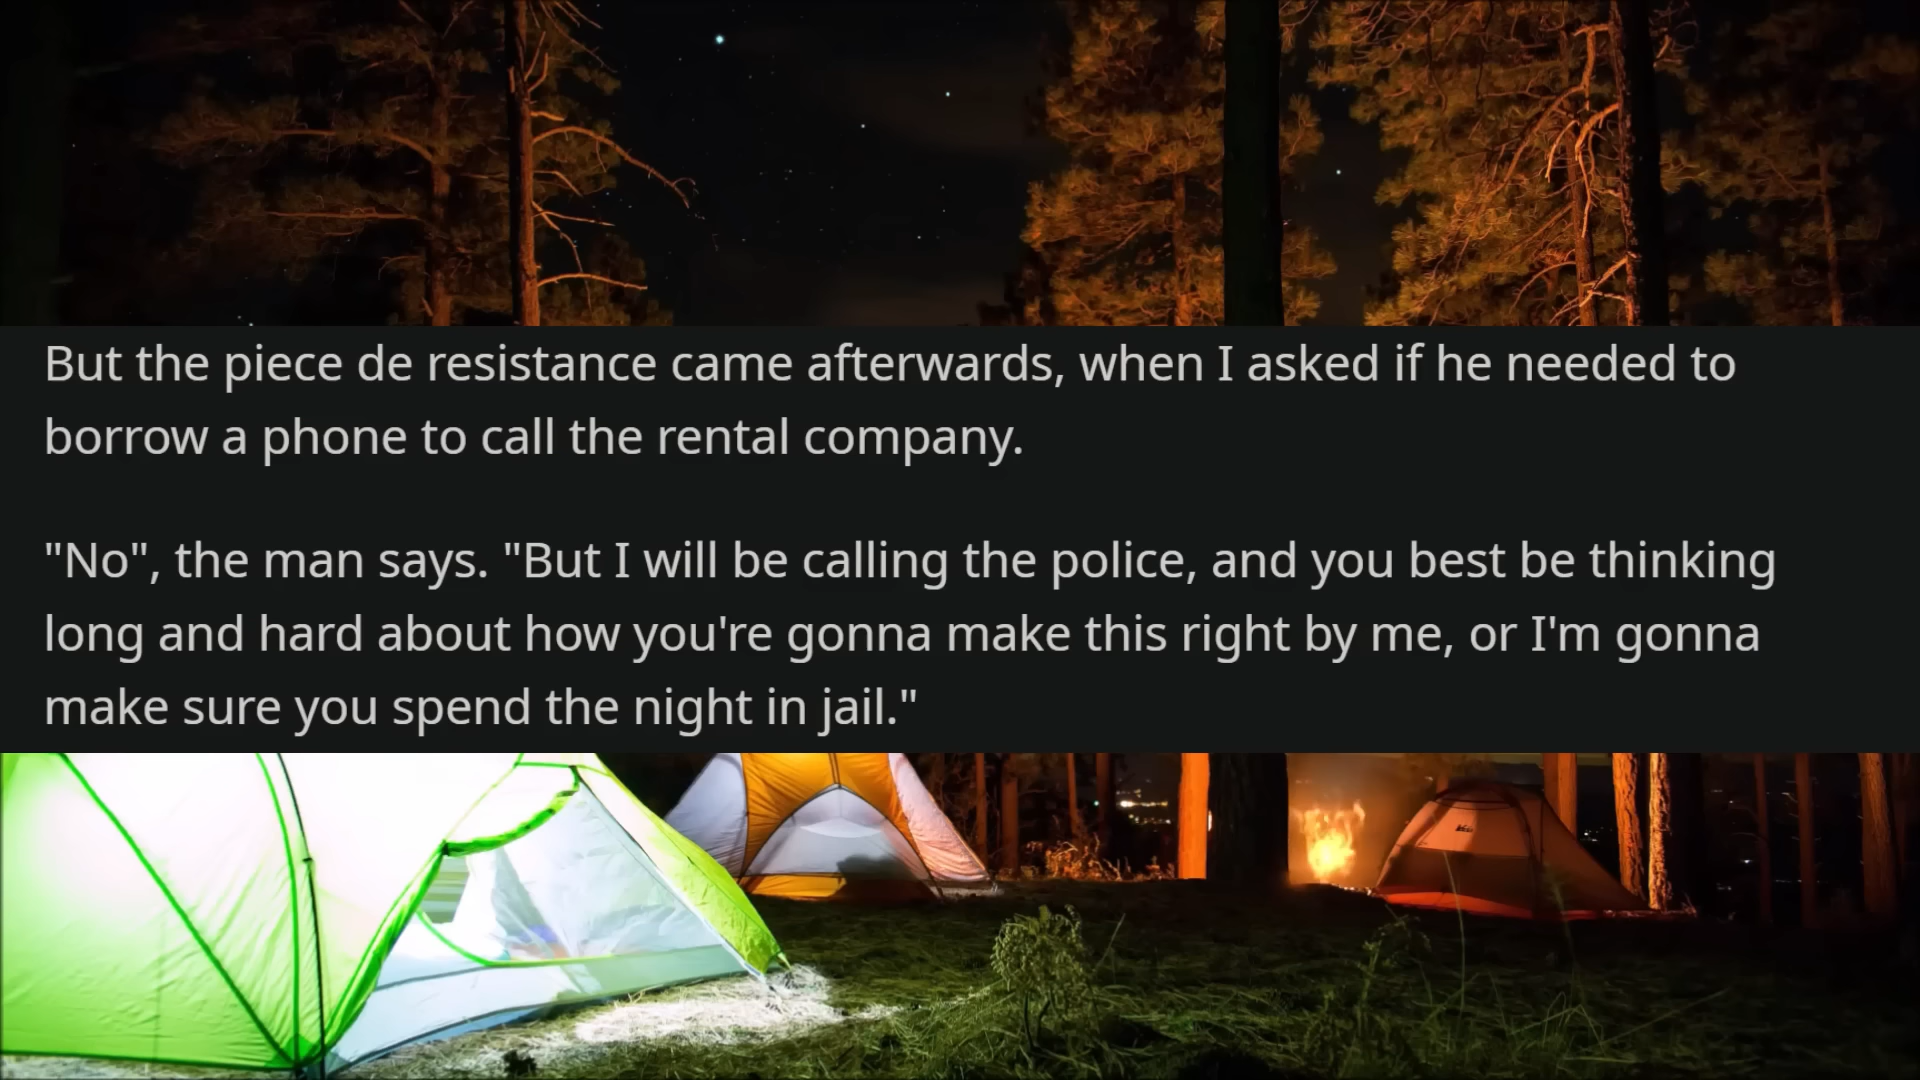 But the piece de resistance came afterwards, when I asked if he needed to
borrow a phone to call the rental company.
"No", the man says. "But I will be calling the police, and you best be thinking
long and hard about how you're gonna make this right by me, or I'm gonna
make sure you spend the night in jail."